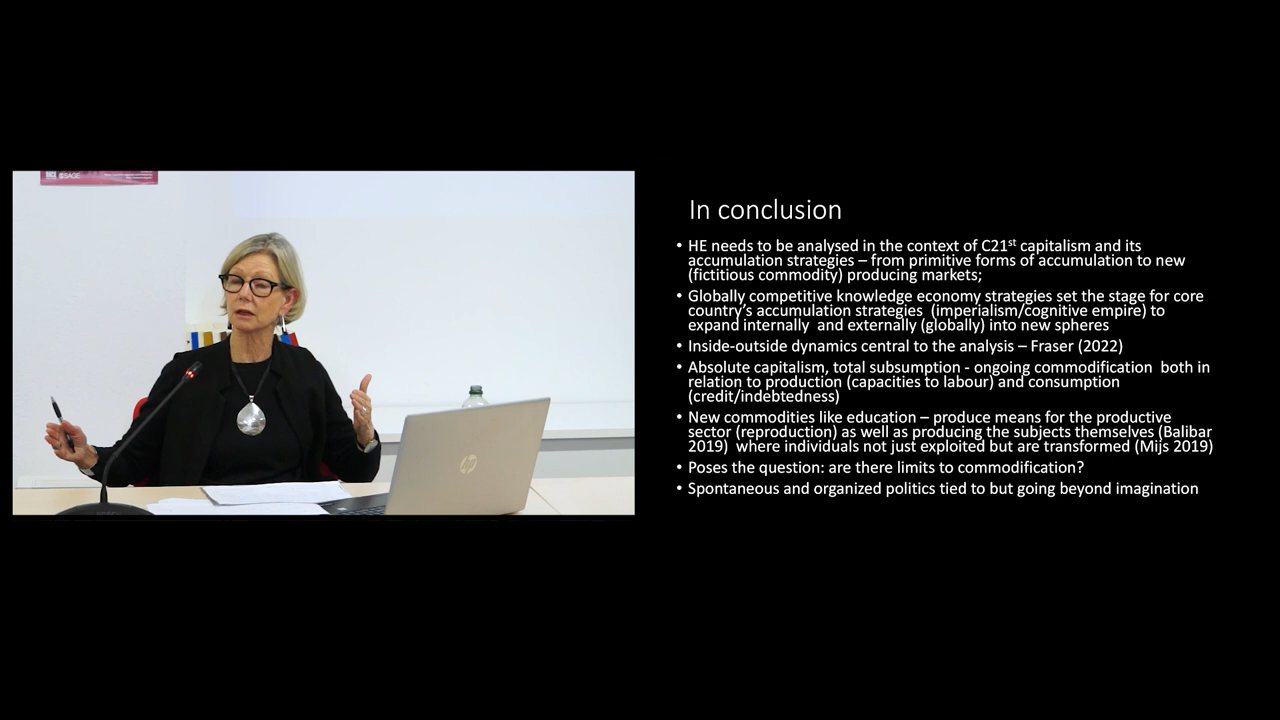 SAGE
In conclusion
• HE needs to be analysed in the context of C21st capitalism and its
accumulation strategies – from primitive forms of accumulation to new
(fictitious commodity) producing markets;
• Globally competitive knowledge economy strategies set the stage for core
country's accumulation strategies  (imperialism/cognitive empire) to
expand internally  and externally (globally) into new spheres
• Inside-outside dynamics central to the analysis – Fraser (2022)
• Absolute capitalism, total subsumption - ongoing commodification  both in
relation to production (capacities to labour) and consumption
(credit/indebtedness)
• New commodities like education – produce means for the productive
sector (reproduction) as well as producing the subjects themselves (Balibar
2019)  where individuals not just exploited but are transformed (Mijs 2019)
• Poses the question: are there limits to commodification?
• Spontaneous and organized politics tied to but going beyond imagination
hp